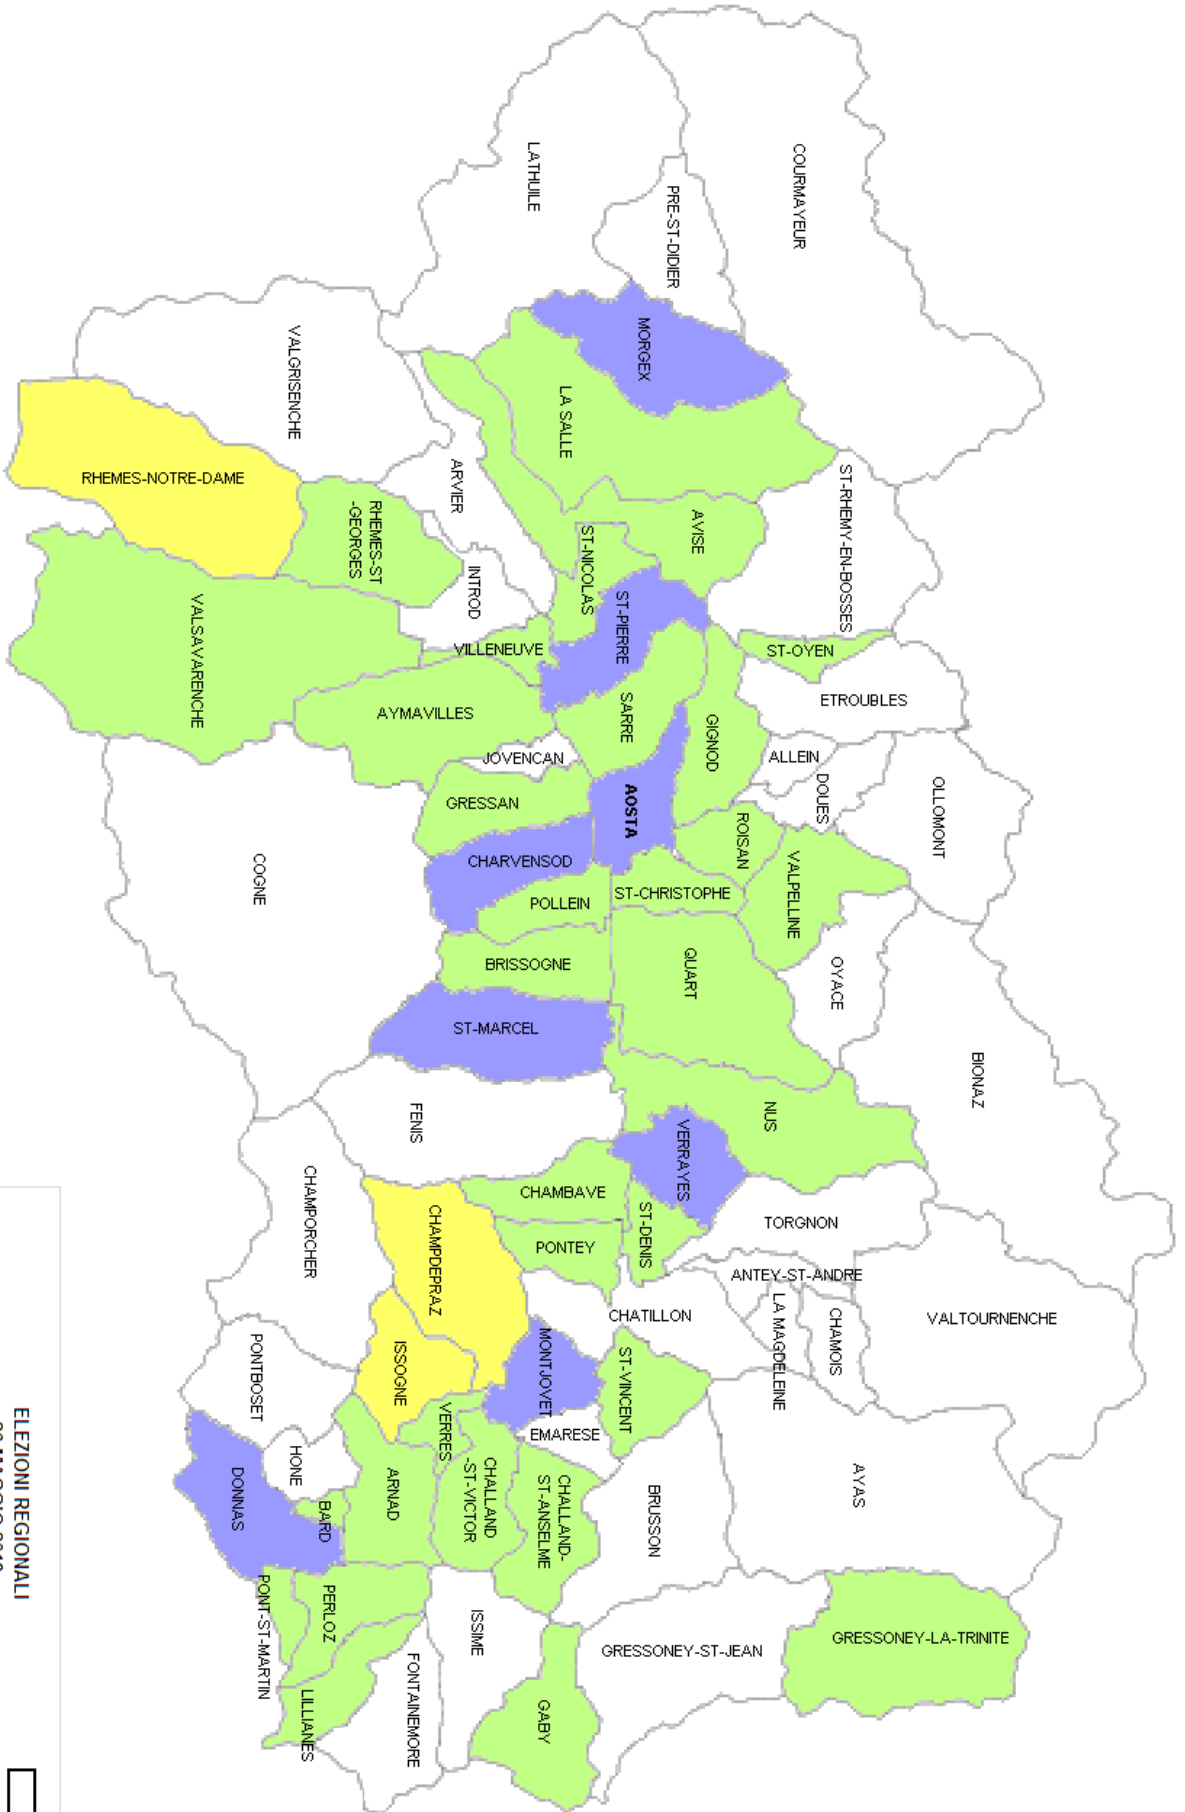 COURMAYEUR
LATHUILE
PRE-ST-DIDIER
MORGEX
LA SALLE
VALGRISENCHE
RHEMES-NOTRE-DAME
ARVIER
RHEMES-ST
-GEORGES
AVISE
ST-NICOLAS
ST-RHEMY-EN-BOSSES
INTROD
ST-PIERRE
VILLENEUVE
VALSAVARENCHE
ST-OYEN
ETROUBLES
AYMAVILLES
SARRE
GIGNOD
JOVENCAN
ALLEIN
DOUES
OLLOMONT
GRESSAN
AOSTA
ROISAN
CHARVENSOD
COGNE
VALPELLINE
ST-CHRISTOPHE
POLLEIN
BRISSOGNE
QUART
OYACE
ST-MARCEL
BIONAZ
FENIS
NUS
VERRAYES
CHAMBAVE
ST-DENIS
CHAMPORCHER
CHAMPDEPRAZ
PONTEY
TORGNON
ANTEY-ST-ANDRE
VALTOURNENCHE
CHATILLON
LA MAGDELEINE
CHAMOIS
PONTBOSET
ISSOGNE
MONTJOVET
ST-VINCENT
EMARESE
VERRES
HONE
DONNAS
BARD
ARNAD
CHALLAND
-ST-VICTOR
CHALLAND-
ST-ANSELME
BRUSSON
AYAS
PERLOZ
PONT-ST-MARTIN
LILLIANES
ISSIME
FONTAINEMORE
GABY
GRESSONEY-ST-JEAN
GRESSONEY-LA-TRINITE
ELEZIONI REGIONALI